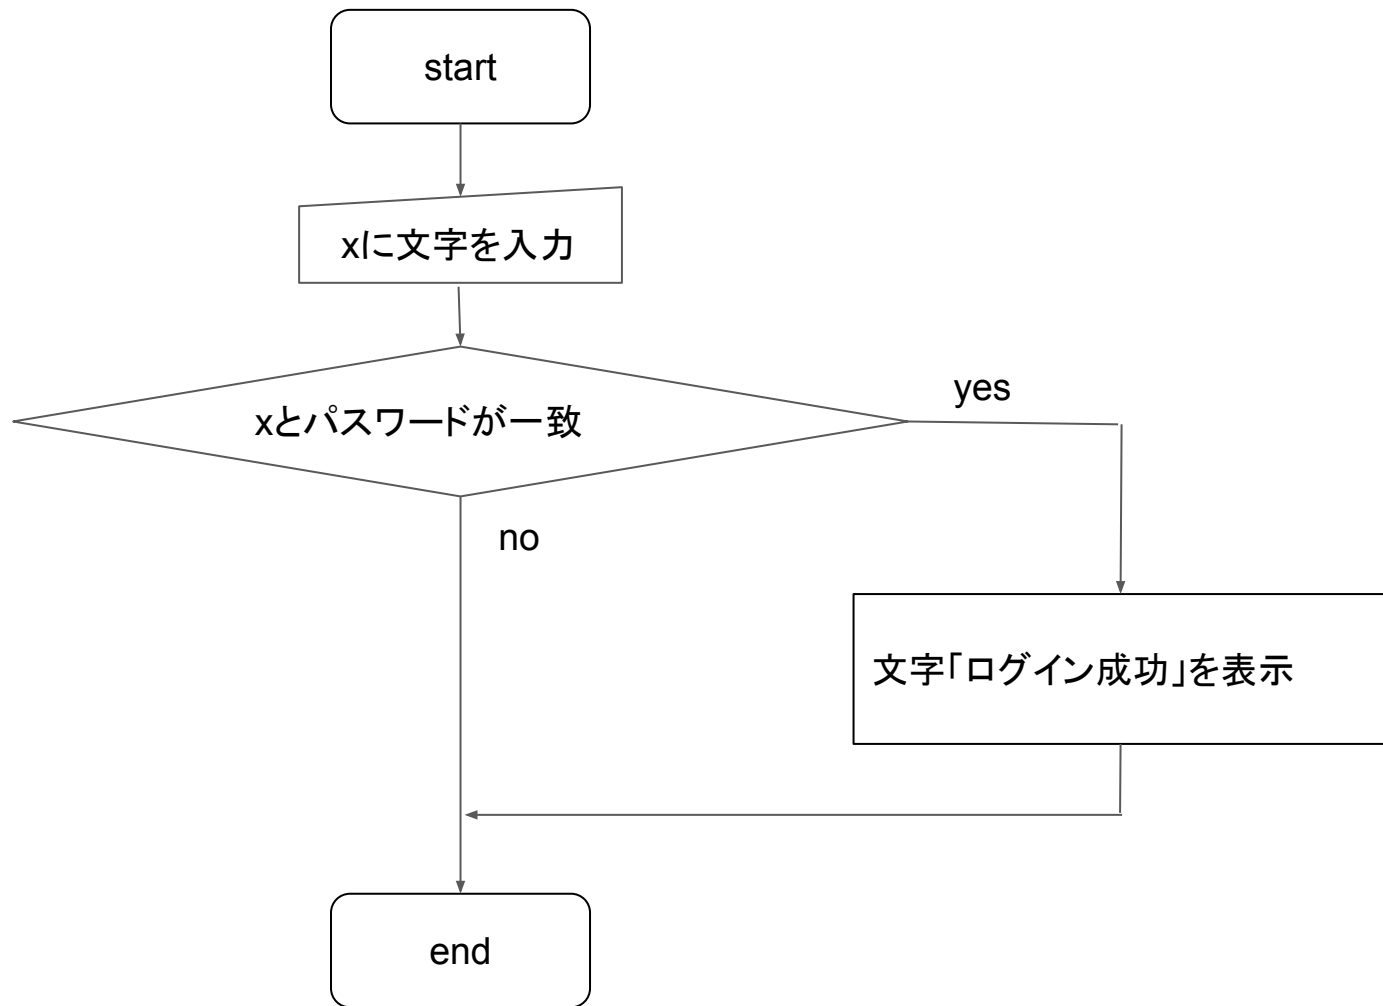 start
xに文字を入力
xとパスワードが一致
yes
no
文字「ログイン成功」を表示
end